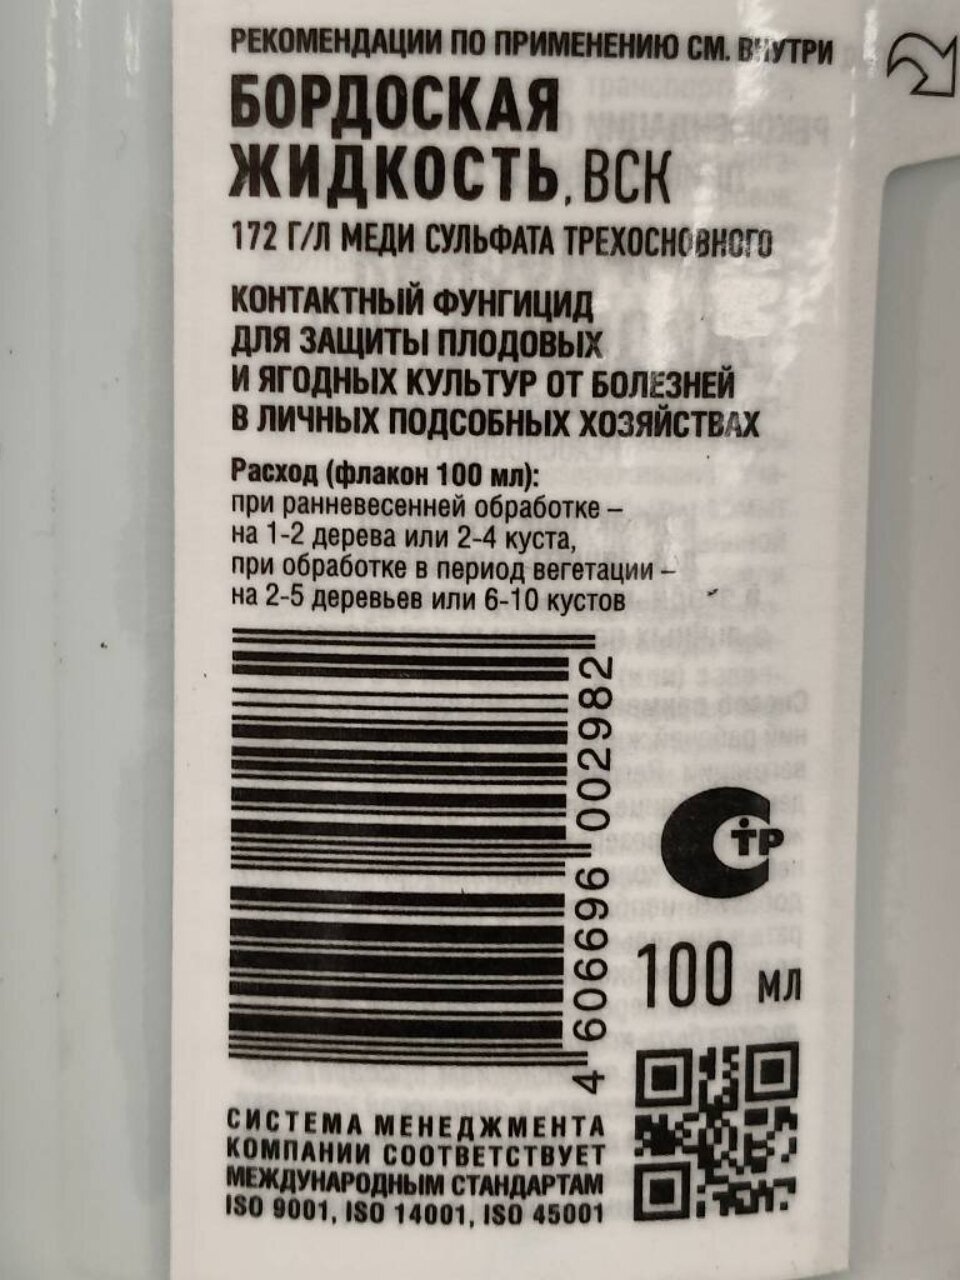 РЕКОМЕНДАЦИИ ПО ПРИМЕНЕНИЮ СМ. ВНУТРИ
БОРДОСКАЯ
ЖИДКОСТЬ, ВСК
172 Г/Л МЕДИ СУЛЬФАТА ТРЕХОСНОВНОГО
КОНТАКТНЫЙ ФУНГИЦИД
ДЛЯ ЗАЩИТЫ ПЛОДОВЫХ
И ЯГОДНЫХ КУЛЬТУР ОТ БОЛЕЗНЕЙ
В ЛИЧНЫХ ПОДСОБНЫХ ХОЗЯЙСТВАХ
Расход (флакон 100 мл):
при ранневесенней обработке –
на 1-2 дерева или 2-4 куста,
при обработке в период вегетации –
на 2-5 деревьев или 6-10 кустов
4 606696 002982
СТР
100 мл
СИСТЕМА МЕНЕДЖМЕНТА
КОМПАНИИ СООТВЕТСТВУЕТ
МЕЖДУНАРОДНЫМ СТАНДАРТАМ
ISO 9001, ISO 14001, ISO 45001